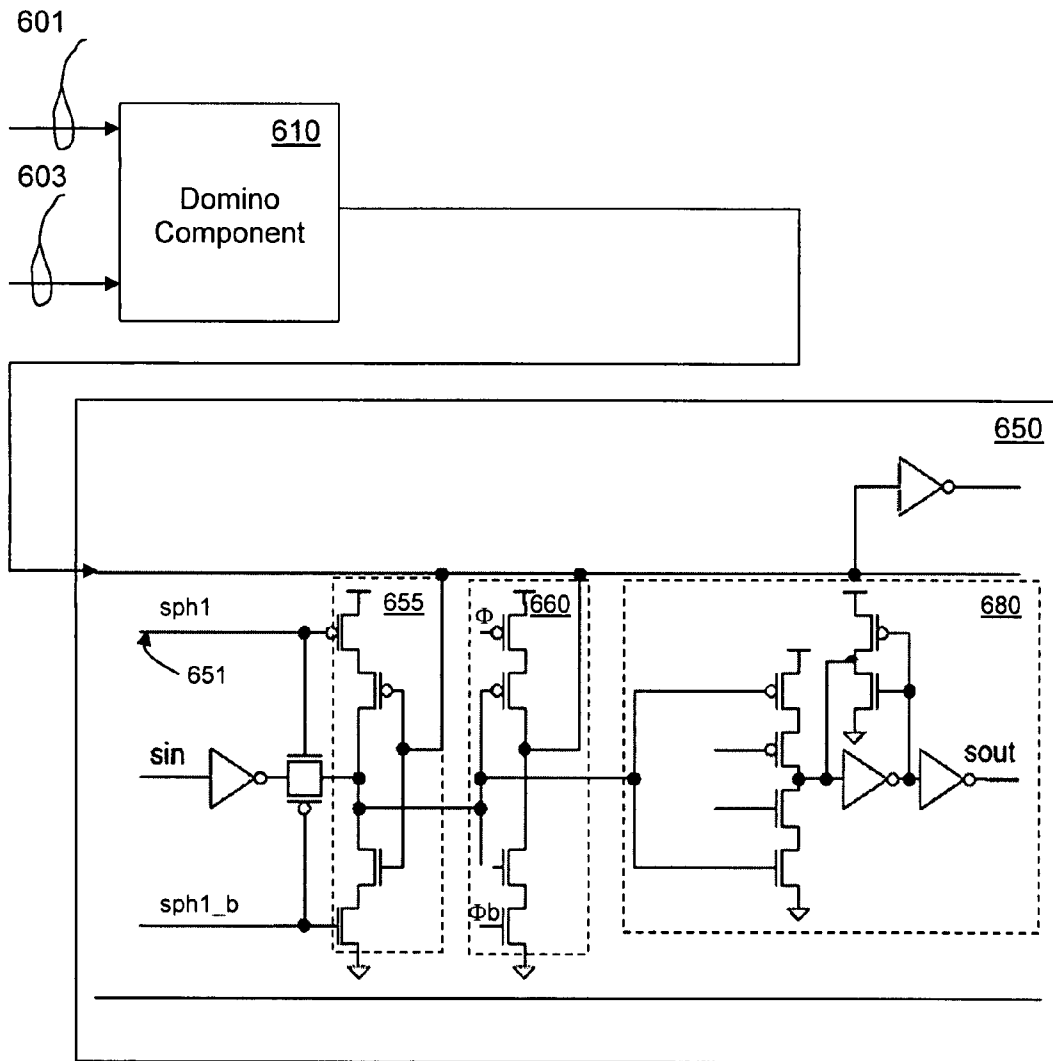 601
610
603
Domino
Component
650
sph1
655
Φ
660
680
651
sin
sout
sph1_b
Φb